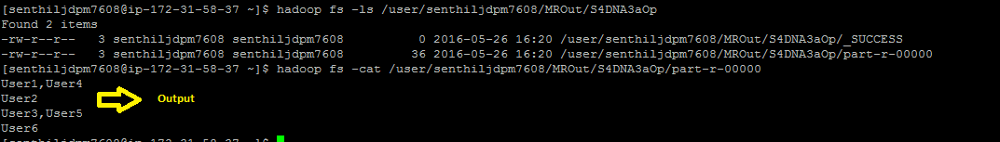 [senthiljdpm7608@ip-172-31-58-37 ~]$ hadoop fs -ls /user/senthiljdpm7608/MROut/S4DNA3aOp
Found 2 items
-rw-r--r--   3 senthiljdpm7608 senthiljdpm7608          0 2016-05-26 16:20 /user/senthiljdpm7608/MROut/S4DNA3aOp/_SUCCESS
-rw-r--r--   3 senthiljdpm7608 senthiljdpm7608         36 2016-05-26 16:20 /user/senthiljdpm7608/MROut/S4DNA3aOp/part-r-00000
[senthiljdpm7608@ip-172-31-58-37 ~]$ hadoop fs -cat /user/senthiljdpm7608/MROut/S4DNA3aOp/part-r-00000
User1,User4
User2 Output
User3,User5
User6
[senthiljdpm7608@ip-172-31-58-37 ~]$